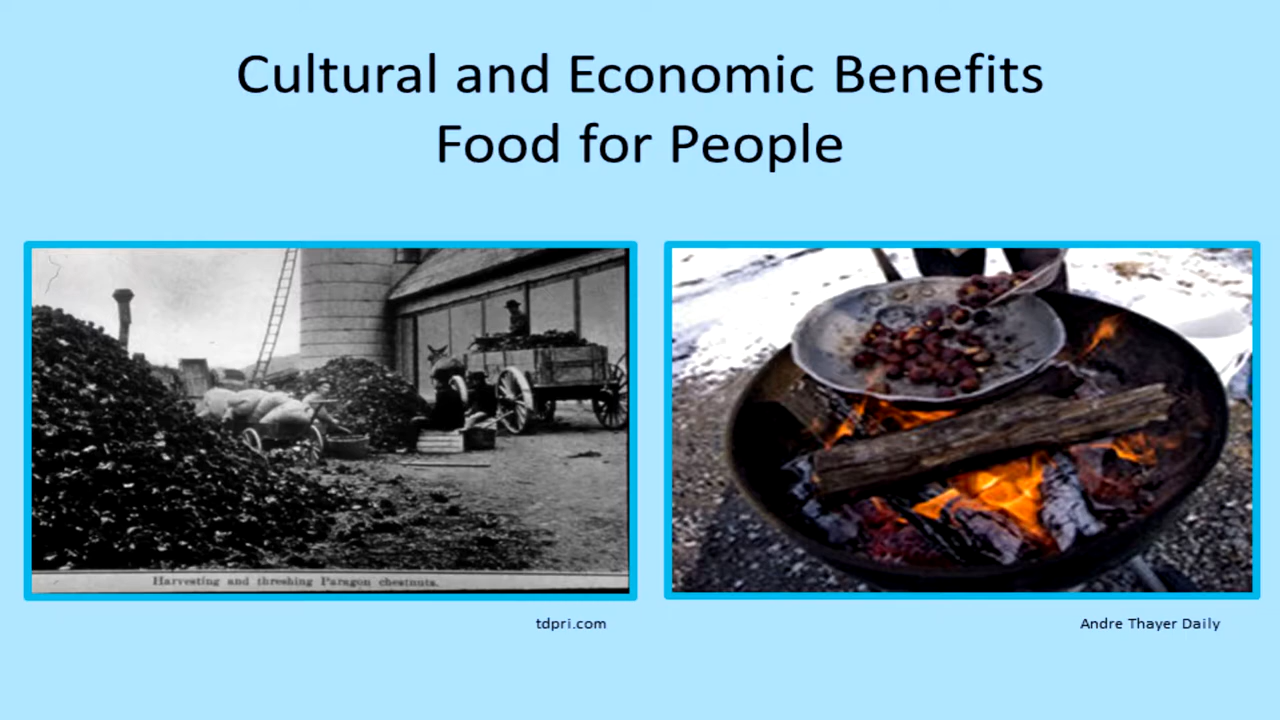 Cultural and Economic Benefits
Food for People
Harvesting and threshing Paragon chestnuts.
tdpri.com
Andre Thayer Daily